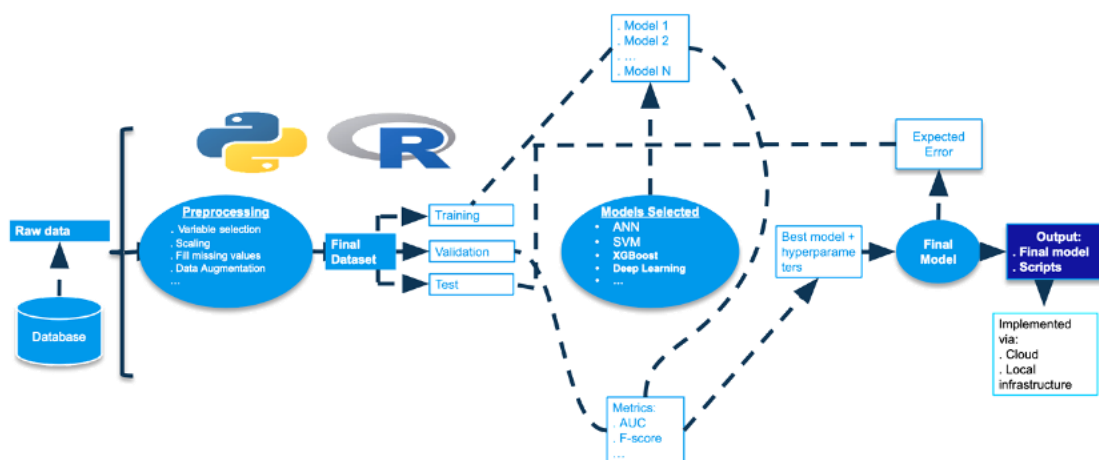 . Model 1
. Model 2
. ...
. Model N
R
Expected
Error
Preprocessing
. Variable selection
. Scaling
. Fill missing values
. Data Augmentation
...
Raw data
Database
Final
Dataset
Training
Validation
Test
Models Selected
• ANN
• SVM
• XGBoost
• Deep Learning
• ...
Best model +
hyperparame
ters
Final
Model
Output:
. Final model
. Scripts
Implemented
via:
. Cloud
. Local
infrastructure
Metrics:
. AUC
. F-score
...